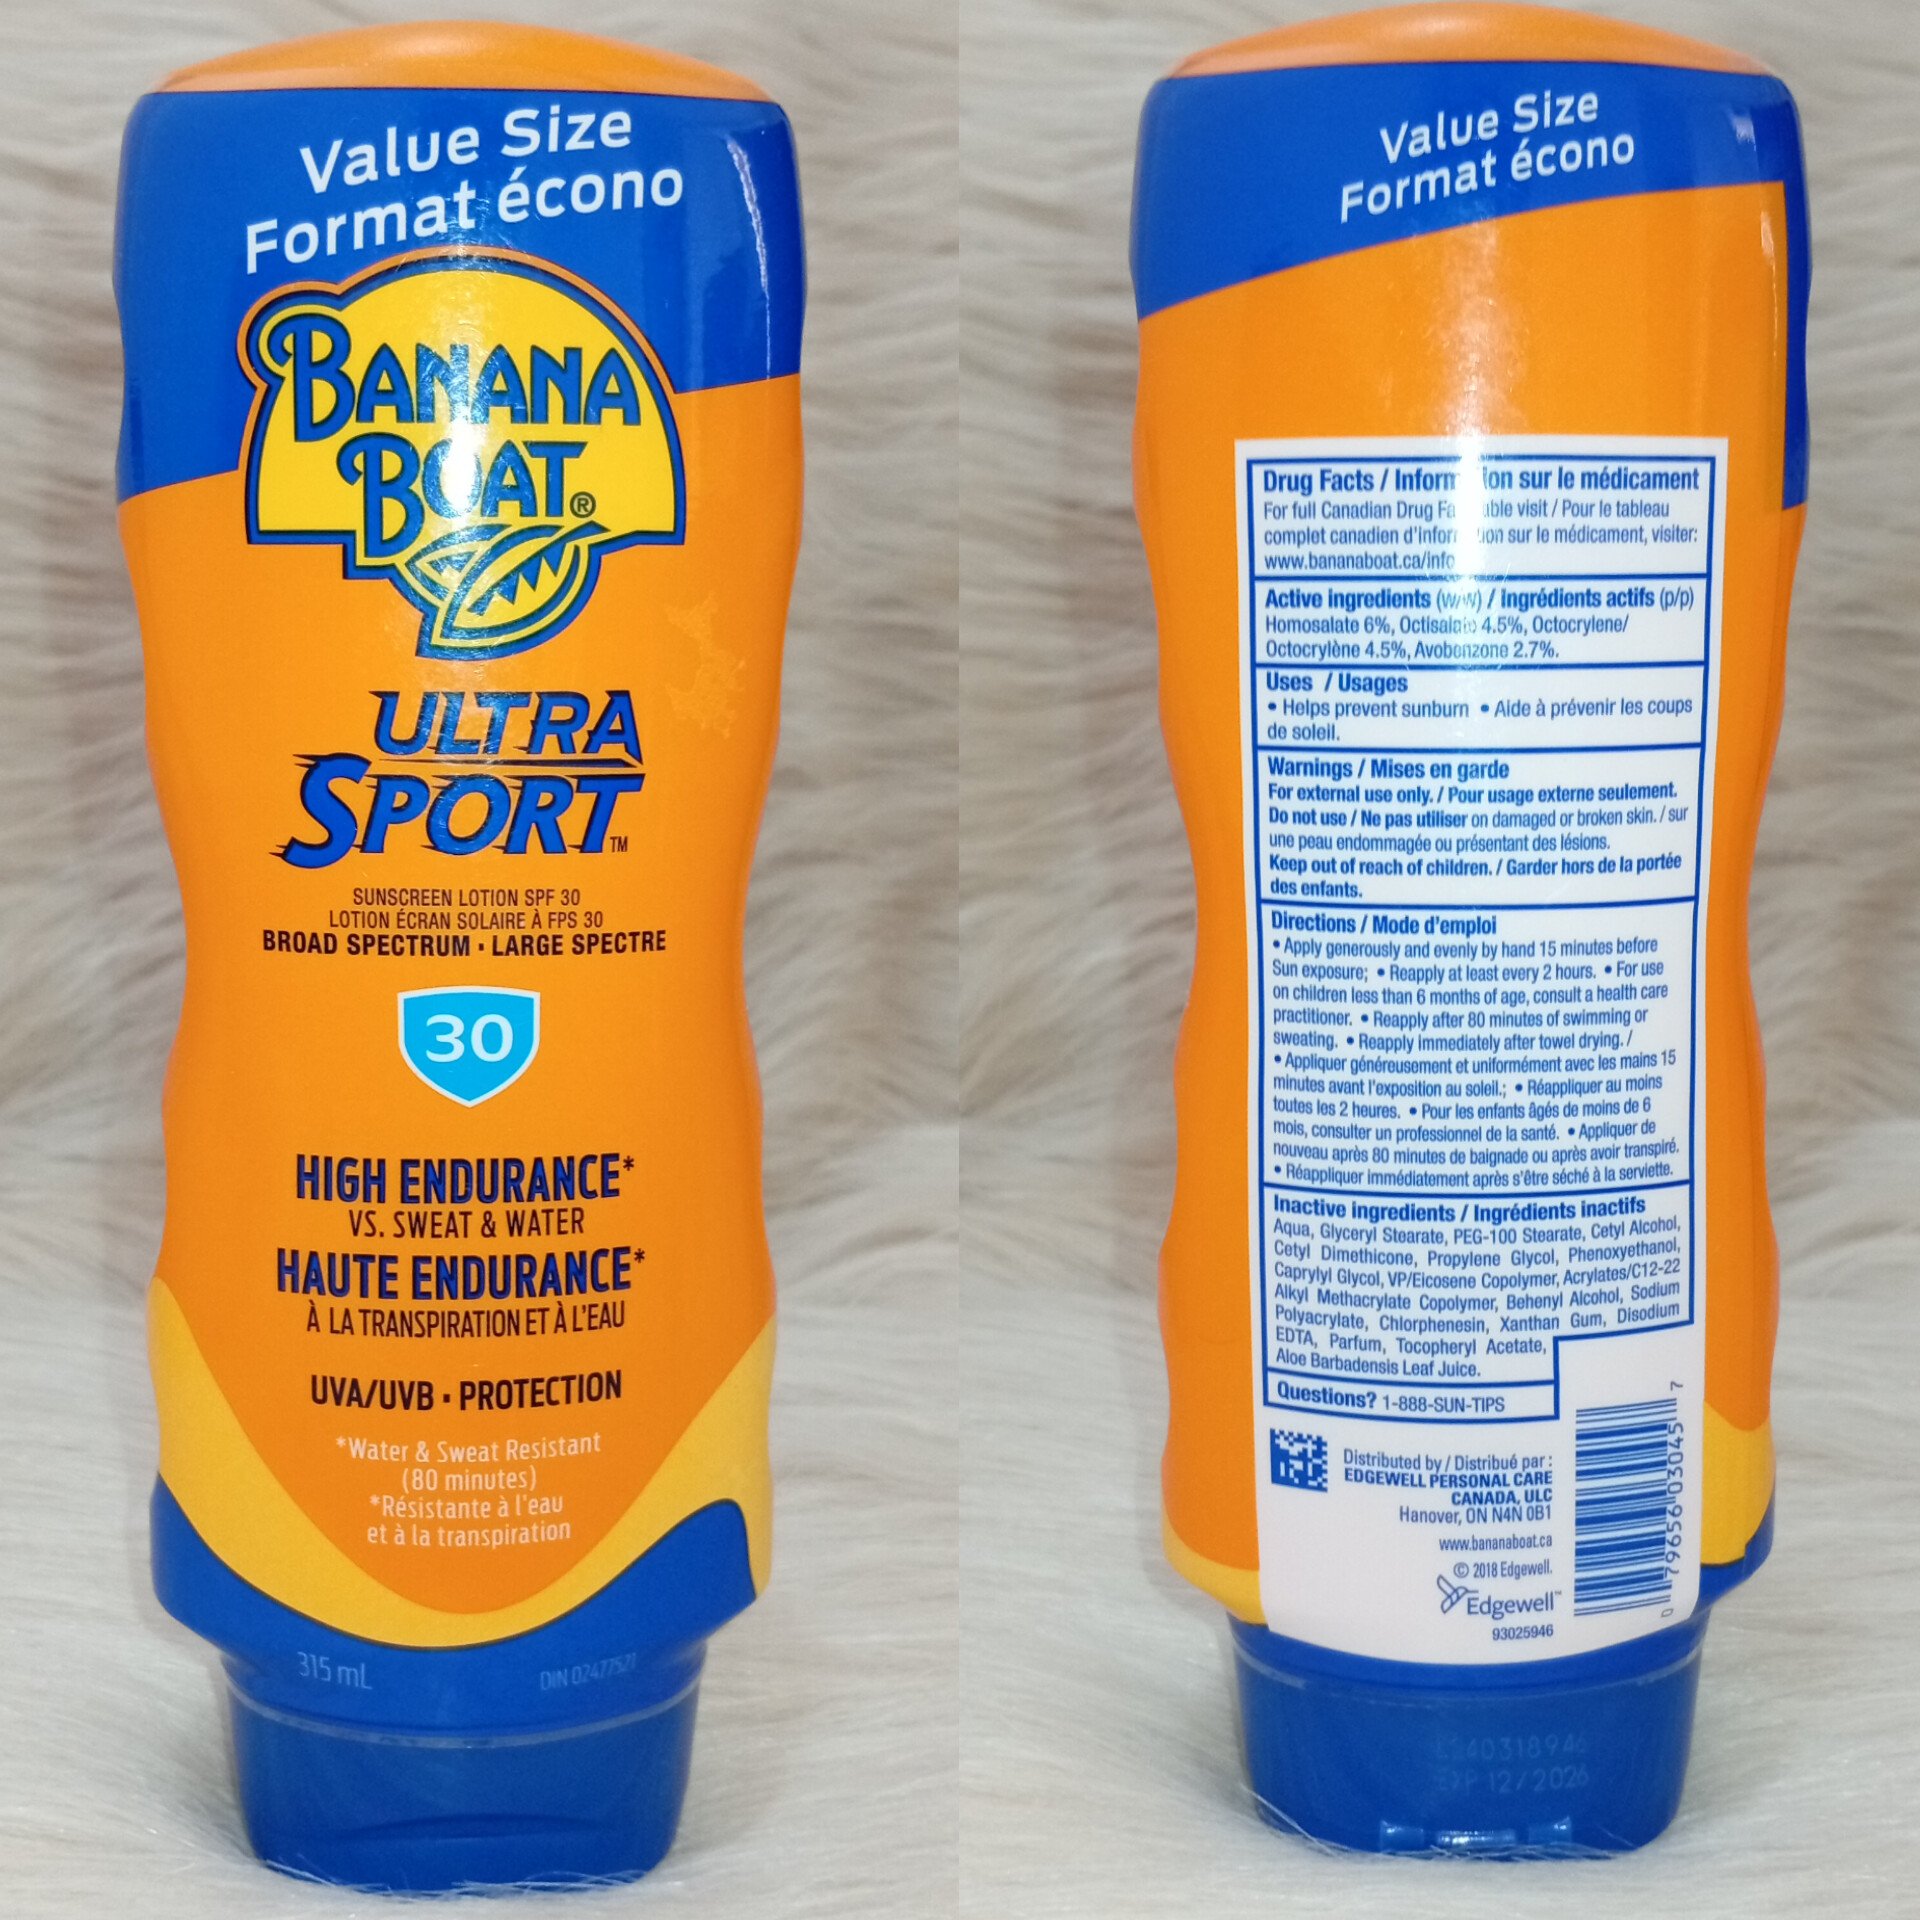 Value Size
Format écono
BANANA
BOAT®
ULTRA
SPORT™
SUNSCREEN LOTION SPF 30
LOTION ÉCRAN SOLAIRE À FPS 30
BROAD SPECTRUM • LARGE SPECTRE
30
HIGH ENDURANCE*
VS. SWEAT & WATER
HAUTE ENDURANCE*
À LA TRANSPIRATION ET À L'EAU
UVA/UVB • PROTECTION
*Water & Sweat Resistant
(80 minutes)
*Résistante à l'eau
et à la transpiration
315 mL DIN 02477521
Value Size
Format écono
Drug Facts / Information sur le médicament
For full Canadian Drug visit / Pour le tableau
complet canadien d'Information sur le médicament, visiter:
www.bananaboat.ca/info
Active ingredients (w/w) / Ingrédients actifs (p/p)
Homosalate 6%, Octisalate 4.5%, Octocrylene/
Octocrylène 4.5%, Avobenzone 2.7%.
Uses / Usages
• Helps prevent sunburn • Aide à prévenir les coups
de soleil.
Warnings / Mises en garde
For external use only. / Pour usage externe seulement.
Do not use / Ne pas utiliser on damaged or broken skin. / sur
une peau endommagée ou présentant des lésions.
Keep out of reach of children. / Garder hors de la portée
des enfants.
Directions / Mode d'emploi
• Apply generously and evenly by hand 15 minutes before
Sun exposure; • Reapply at least every 2 hours. • For use
on children less than 6 months of age, consult a health care
practitioner. • Reapply after 80 minutes of swimming or
sweating. • Reapply immediately after towel drying. /
• Appliquer généreusement et uniformément avec les mains 15
minutes avant l'exposition au soleil.; • Réappliquer au moins
toutes les 2 heures. • Pour les enfants âgés de moins de 6
mois, consulter un professionnel de la santé. • Appliquer de
nouveau après 80 minutes de baignade ou après avoir transpiré.
• Réappliquer immédiatement après s'être séché à la serviette.
Inactive ingredients / Ingrédients inactifs
Aqua, Glyceryl Stearate, PEG-100 Stearate, Cetyl Alcohol,
Cetyl Dimethicone, Propylene Glycol, Phenoxyethanol,
Caprylyl Glycol, VP/Eicosene Copolymer, Acrylates/C12-22
Alkyl Methacrylate Copolymer, Behenyl Alcohol, Sodium
Polyacrylate, Chlorphenesin, Xanthan Gum, Disodium
EDTA, Parfum, Tocopheryl Acetate,
Aloe Barbadensis Leaf Juice.
Questions? 1-888-SUN-TIPS
Distributed by / Distribué par :
EDGEWELL PERSONAL CARE
CANADA, ULC
Hanover, ON N4N 0B1
www.bananaboat.ca
© 2018 Edgewell.
Edgewell™
93025946
0 79656 03045 7
EXP 12/2026